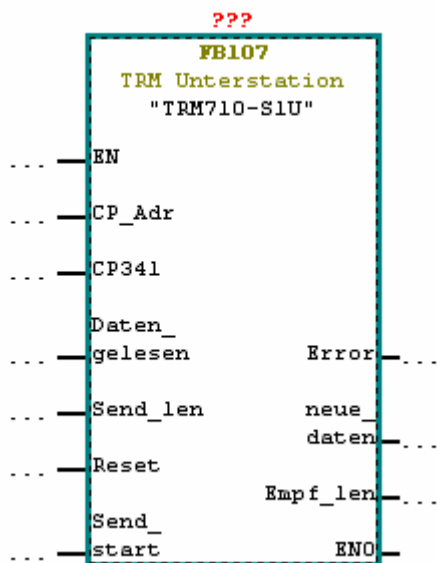 ???
FB107
TRM Unterstation
"TRM710-S1U"
... EN
... CP_Adr
... CP341
Daten_
... gelesen Error ...
... Send_len neue_
daten ...
... Reset
Empf_len ...
Send_
... start ENO